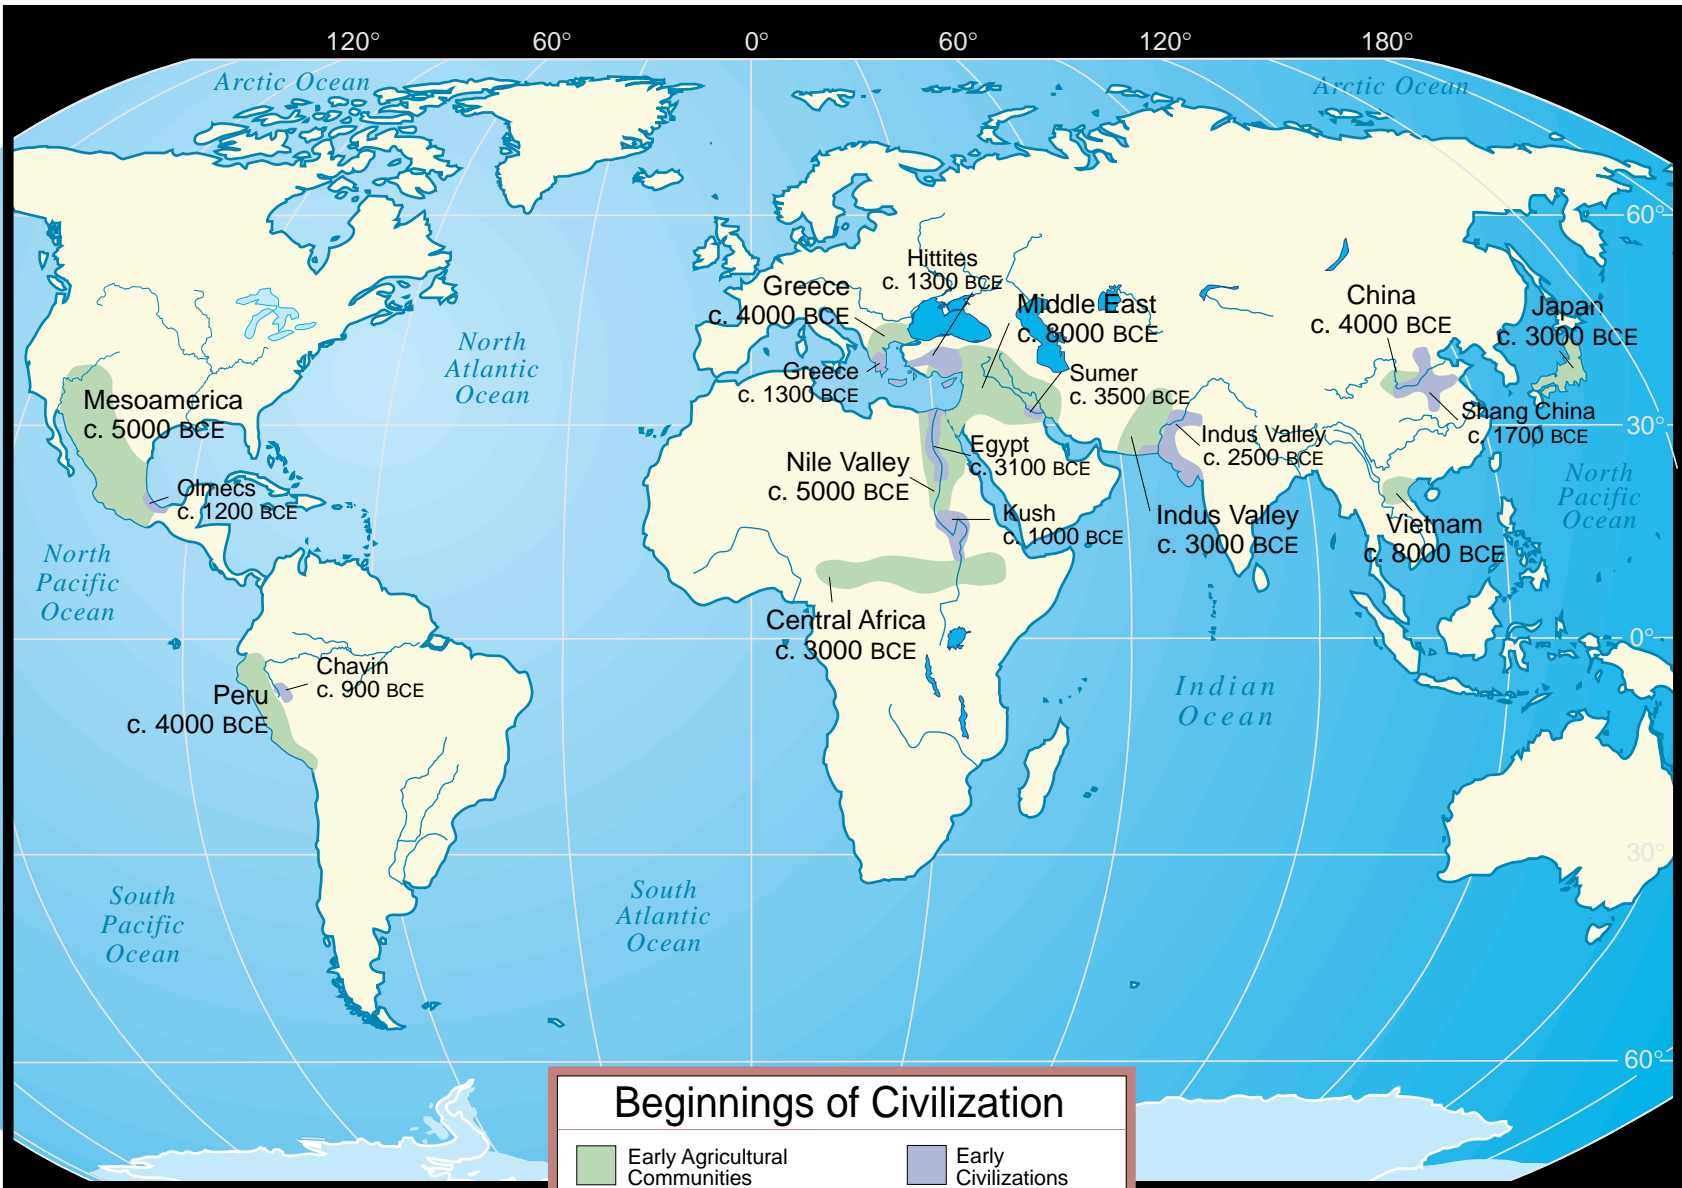 120°
60°
0°
60°
120°
180°
Arctic Ocean
Arctic Ocean
60°
Hittites
c. 1300 BCE
Greece
c. 4000 BCE
Middle East
c. 8000 BCE
China
c. 4000 BCE
Japan
c. 3000 BCE
North
Atlantic
Ocean
Greece
c. 1300 BCE
Sumer
c. 3500 BCE
Mesoamerica
c. 5000 BCE
Shang China
c. 1700 BCE
30°
Indus Valley
c. 2500 BCE
Egypt
c. 3100 BCE
Nile Valley
c. 5000 BCE
North
Pacific
Ocean
Olmecs
c. 1200 BCE
Kush
c. 1000 BCE
Indus Valley
c. 3000 BCE
Vietnam
c. 8000 BCE
North
Pacific
Ocean
Central Africa
c. 3000 BCE
0°
Chavin
c. 900 BCE
Peru
c. 4000 BCE
Indian
Ocean
30°
South
Pacific
Ocean
South
Atlantic
Ocean
60°
Beginnings of Civilization
Early Agricultural
Communities
Early
Civilizations